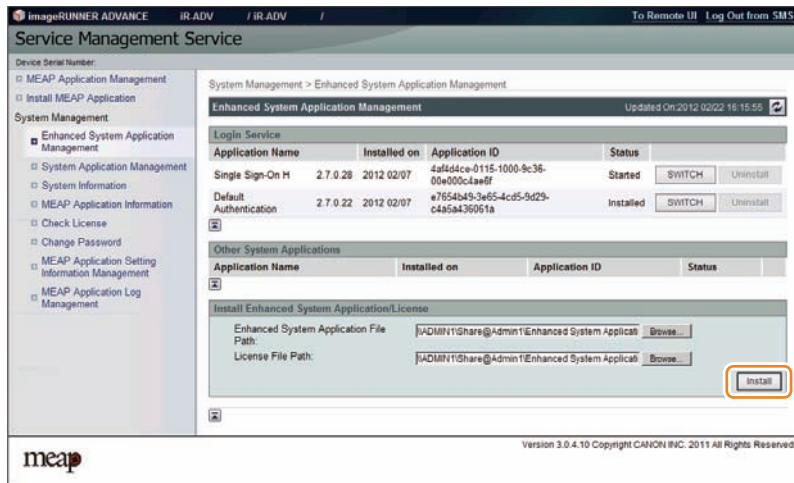 imageRUNNER ADVANCE iR-ADV / iR-ADV / To Remote UI Log Out from SMS
Service Management Service
Device Serial Number:
MEAP Application Management
Install MEAP Application
System Management
Enhanced System Application
Management
System Application Management
System Information
MEAP Application Information
Check License
Change Password
MEAP Application Setting
Information Management
MEAP Application Log
Management
System Management > Enhanced System Application Management
Enhanced System Application Management Updated On:2012 02/22 16:15:55
Login Service
Application Name Installed on Application ID Status
Single Sign-On H 2.7.0.28 2012 02/07 4af4d4ce-0115-1000-9c36-
00e000c4ae6f Started SWITCH Uninstall
Default
Authentication 2.7.0.22 2012 02/07 e7654b49-3e65-4cd5-9d29-
c4a5a436061a Installed SWITCH Uninstall
Other System Applications
Application Name Installed on Application ID Status
Install Enhanced System Application/License
Enhanced System Application File
Path: \\ADMIN1\Share@Admin1\Enhanced System Applicati Browse...
License File Path: \\ADMIN1\Share@Admin1\Enhanced System Applicati Browse...
Install
Version 3.0.4.10 Copyright CANON INC. 2011 All Rights Reserved
meap